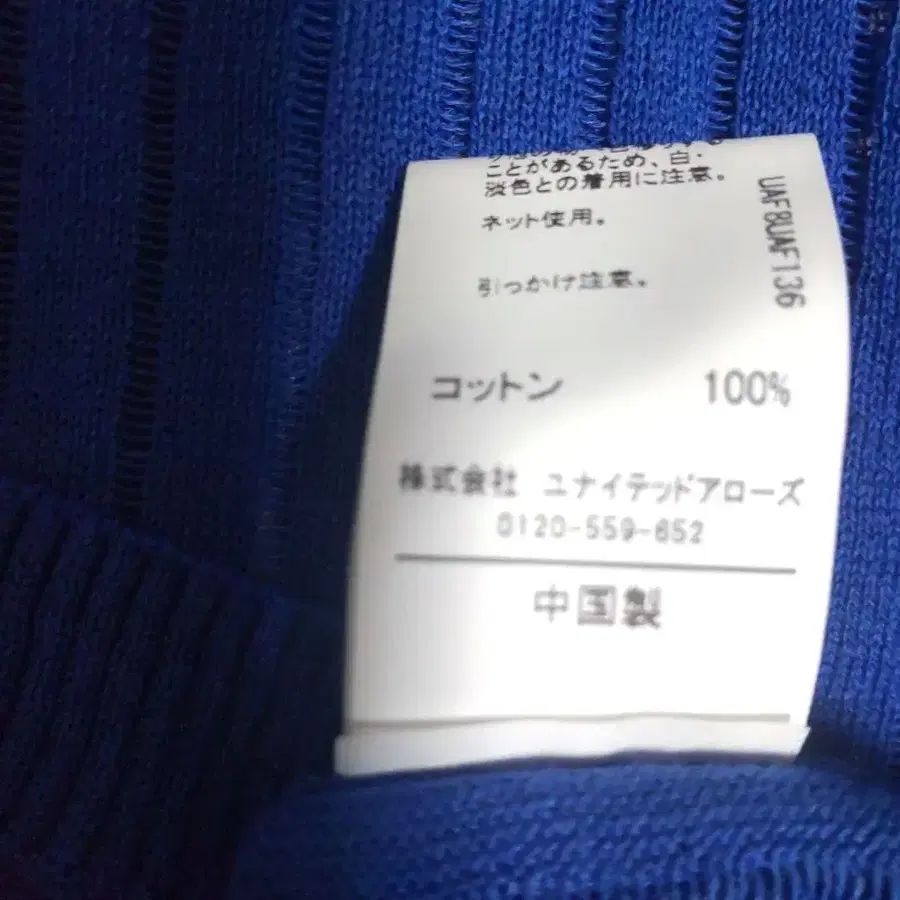 ことがあるため、白、
淡色との着用に注意。
ネット使用。
引っかけ注意。
コットン 100%
株式会社 ユナイテッドアローズ
0120-559-652
中国製
UAF8UAF136